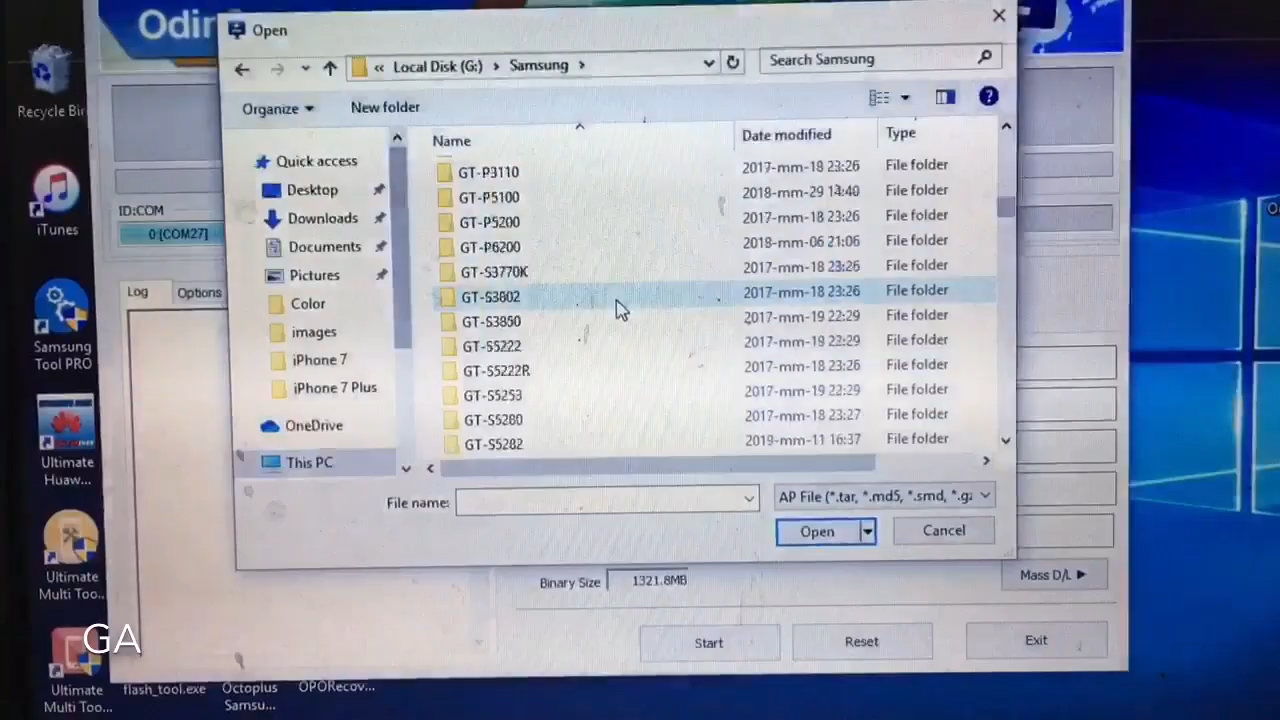 Odin
Open
Recycle Bin
« Local Disk (G:) › Samsung ›
Search Samsung
Organize
New folder
Name
Date modified
Type
Quick access
Desktop
Downloads
Documents
Pictures
Color
images
iPhone 7
iPhone 7 Plus
OneDrive
This PC
GT-P3110 2017-mm-18 23:26 File folder
GT-P5100 2018-mm-29 14:40 File folder
GT-P5200 2017-mm-18 23:26 File folder
GT-P6200 2018-mm-06 21:06 File folder
GT-S3770K 2017-mm-18 23:26 File folder
GT-S3802 2017-mm-18 23:26 File folder
GT-S3850 2017-mm-19 22:29 File folder
GT-S5222 2017-mm-19 22:29 File folder
GT-S5222R 2017-mm-18 23:26 File folder
GT-S5253 2017-mm-19 22:29 File folder
GT-S5280 2017-mm-18 23:27 File folder
GT-S5282 2019-mm-11 16:37 File folder
File name:
AP File (*.tar, *.md5, *.smd, *.gz
Open
Cancel
iTunes
ID:COM
0:[COM27]
Log
Options
Samsung
Tool PRO
Ultimate
Huaw...
Ultimate
Multi Too...
Binary Size
1321.8MB
Mass D/L
Start
Reset
Exit
GA
Ultimate
Multi Too...
flash_tool.exe
Octoplus
Samsu...
OPORecov...